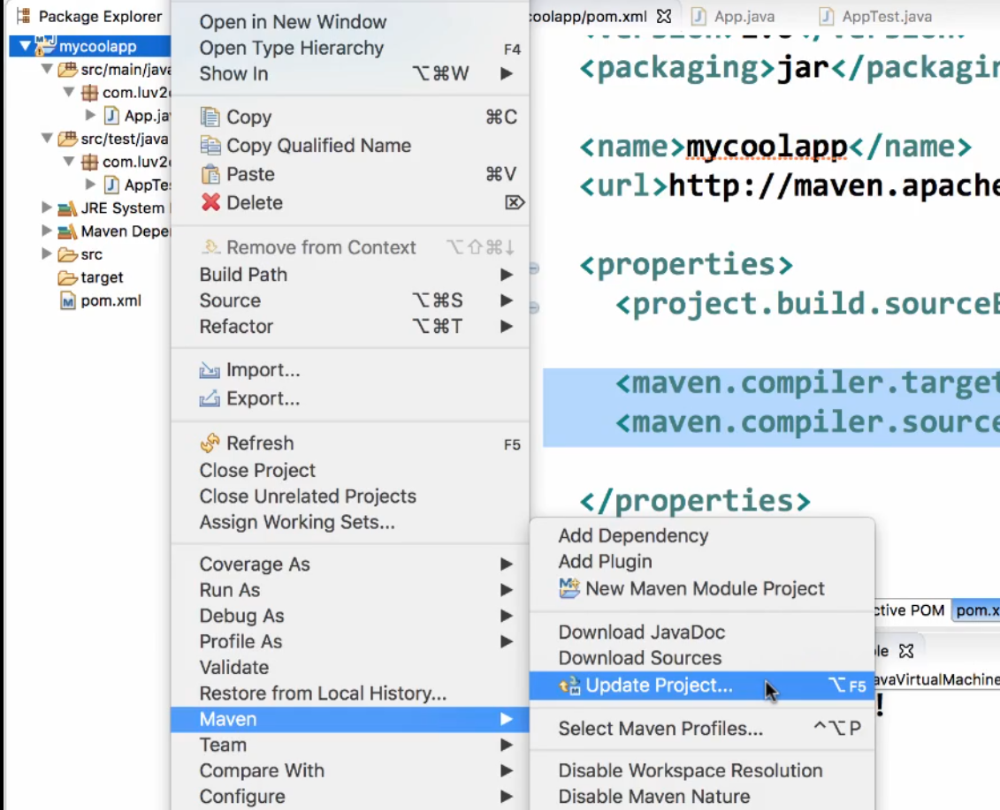 Package Explorer
mycoolapp
src/main/java
com.luv2c
App.ja
src/test/java
com.luv2c
AppTes
JRE System
Maven Depe
src
target
pom.xml
Open in New Window
Open Type Hierarchy F4
Show In ⌥⌘W ▶
Copy ⌘C
Copy Qualified Name
Paste ⌘V
Delete ⌦
Remove from Context ⌥⇧⌘↓
Build Path ▶
Source ⌥⌘S ▶
Refactor ⌥⌘T ▶
Import...
Export...
Refresh F5
Close Project
Close Unrelated Projects
Assign Working Sets...
Coverage As ▶
Run As ▶
Debug As ▶
Profile As ▶
Validate
Restore from Local History...
Maven ▶
Team ▶
Compare With ▶
Configure ▶
coolapp/pom.xml App.java AppTest.java
<packaging>jar</packagin
<name>mycoolapp</name>
<url>http://maven.apache
<properties>
<project.build.sourceE
<maven.compiler.target
<maven.compiler.source
</properties>
Add Dependency
Add Plugin
New Maven Module Project
Download JavaDoc
Download Sources
Update Project... ⌥F5
Select Maven Profiles... ^⌥P
Disable Workspace Resolution
Disable Maven Nature
ctive POM pom.x
le
avaVirtualMachine
!